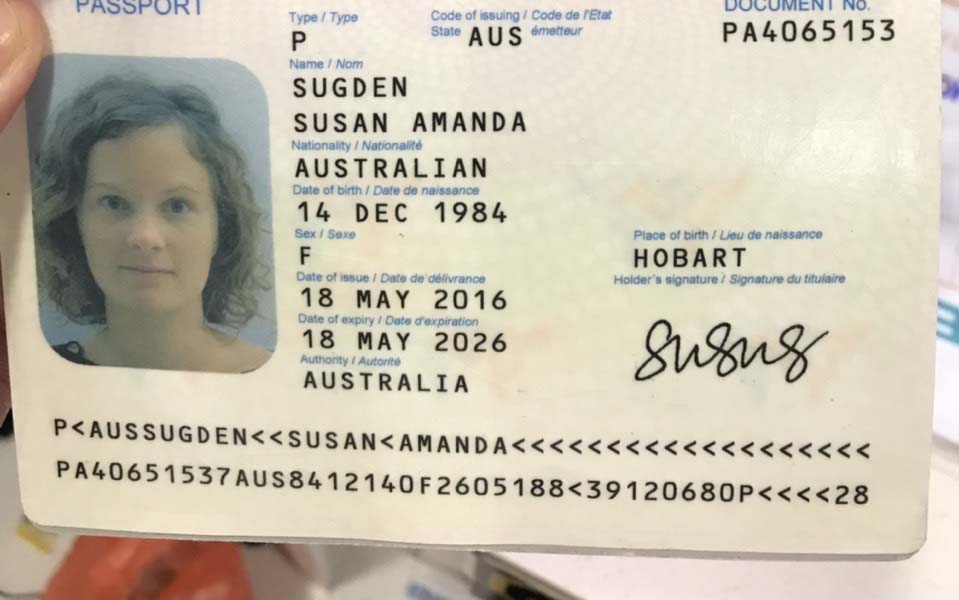 PASSPORT
Type / Type
P
Code of issuing / Code de l'Etat
State AUS émetteur
DOCUMENT No.
PA4065153
Name / Nom
SUGDEN
SUSAN AMANDA
Nationality / Nationalité
AUSTRALIAN
Date of birth / Date de naissance
14 DEC 1984
Sex / Sexe
F
Place of birth / Lieu de naissance
HOBART
Date of issue / Date de délivrance
18 MAY 2016
Holder's signature / Signature du titulaire
Date of expiry / Date d'expiration
18 MAY 2026
Authority / Autorité
AUSTRALIA
P<AUSSUGDEN<<SUSAN<AMANDA<<<<<<<<<<<<<<<<<<<
PA40651537AUS8412140F2605188<39120680P<<<<28